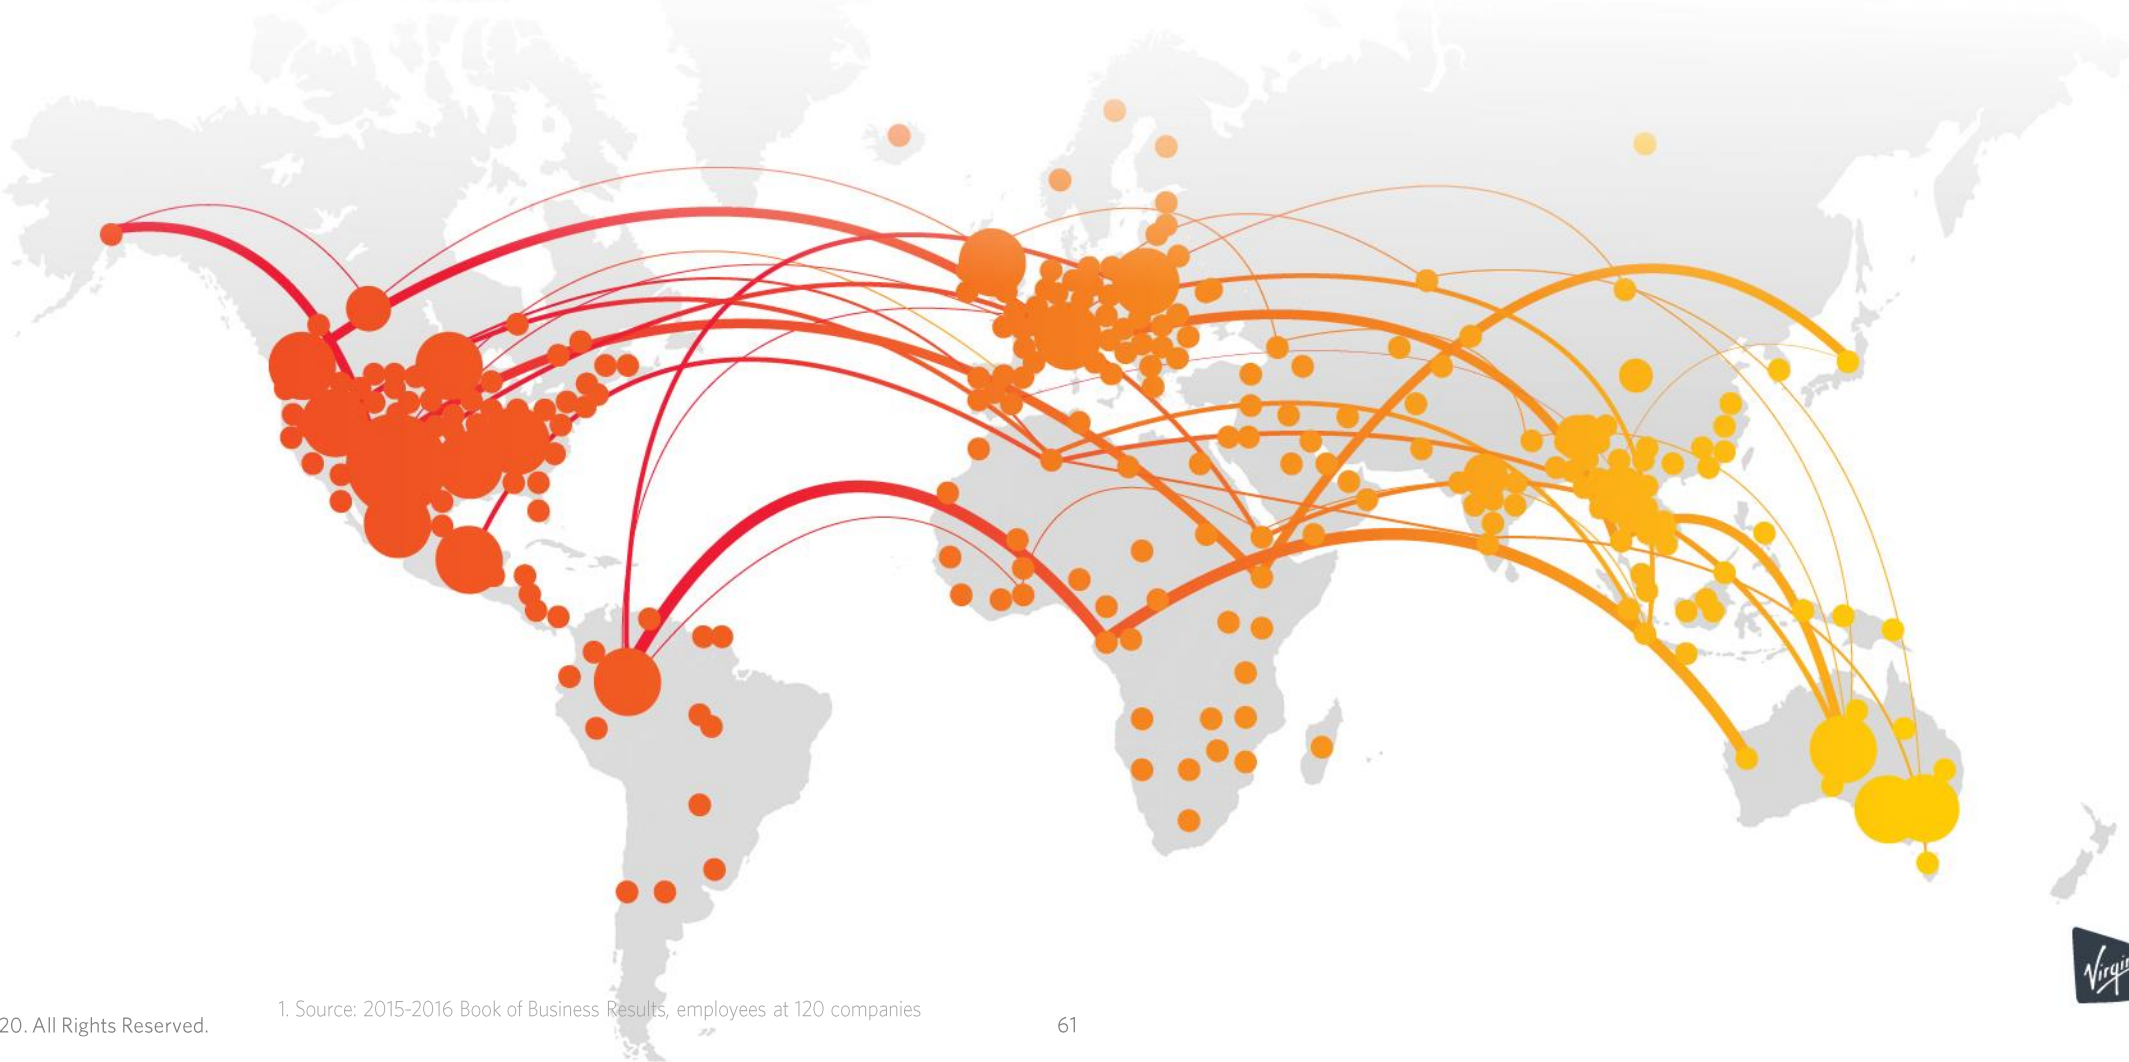 1. Source: 2015-2016 Book of Business Results, employees at 120 companies
20. All Rights Reserved.
61